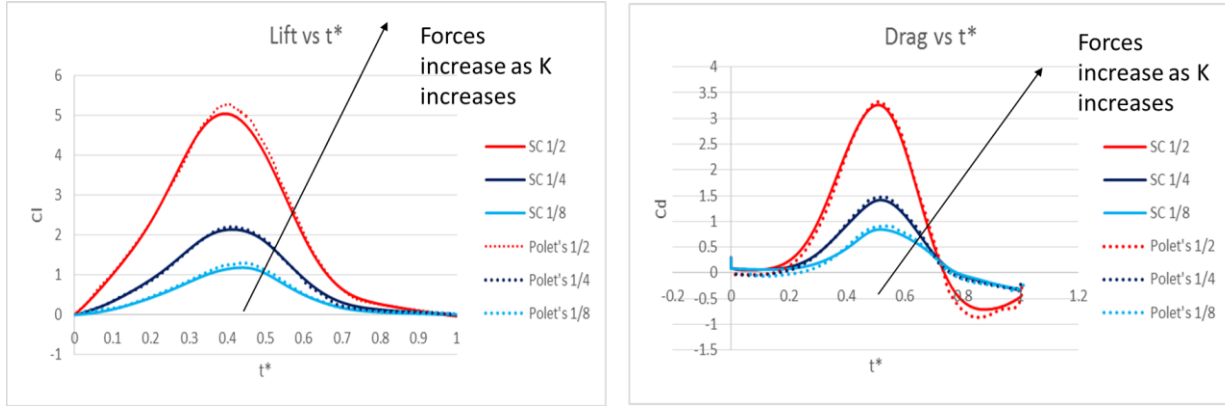 Lift vs t*
Forces
increase as K
increases
6
5
4
3
2
1
0
-1
Cl
0 0.1 0.2 0.3 0.4 0.5 0.6 0.7 0.8 0.9 1
t*
SC 1/2
SC 1/4
SC 1/8
Polet's 1/2
Polet's 1/4
Polet's 1/8
Drag vs t*
Forces
increase as K
increases
4
3.5
3
2.5
2
1.5
1
0.5
0
-0.5
-1
-1.5
Cd
-0.2 0 0.2 0.4 0.6 0.8 1 1.2
t*
SC 1/2
SC 1/4
SC 1/8
Polet's 1/2
Polet's 1/4
Polet's 1/8